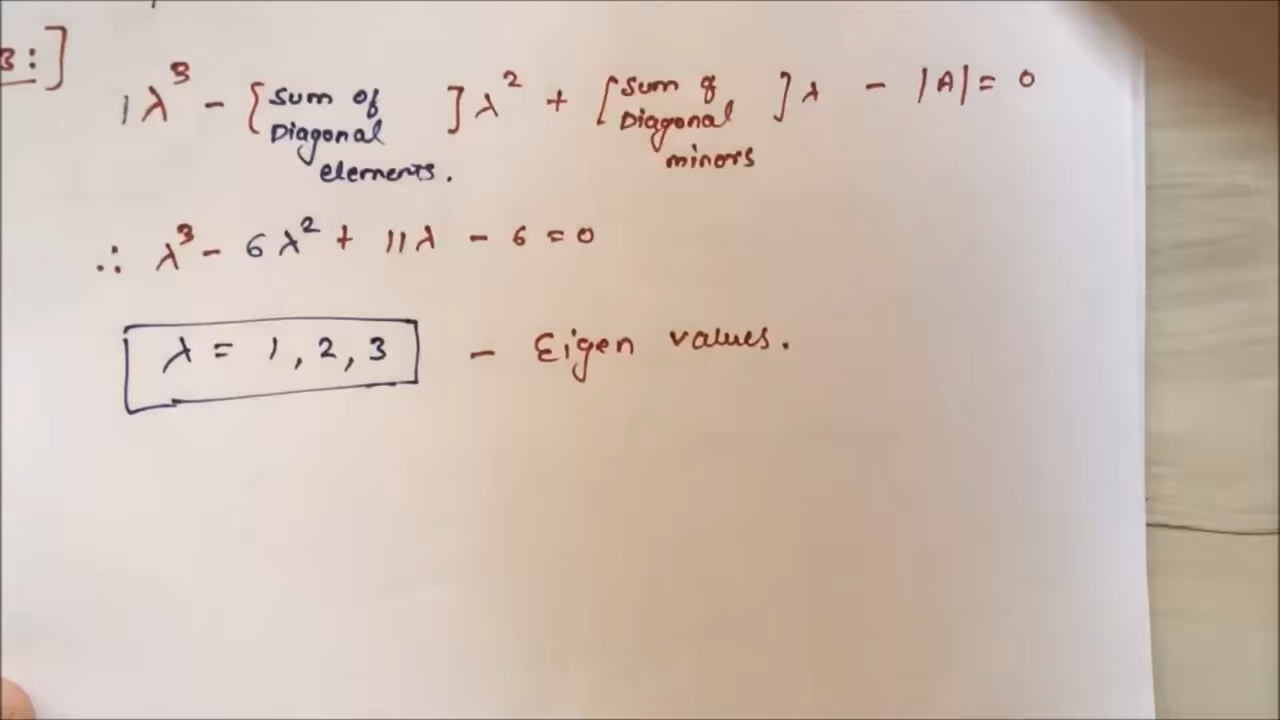 3:]
1λ³ - [Sum of Diagonal elements.]λ² + [Sum of Diagonal minors]λ - |A| = 0
∴ λ³ - 6λ² + 11λ - 6 = 0
λ = 1, 2, 3 - Eigen values.